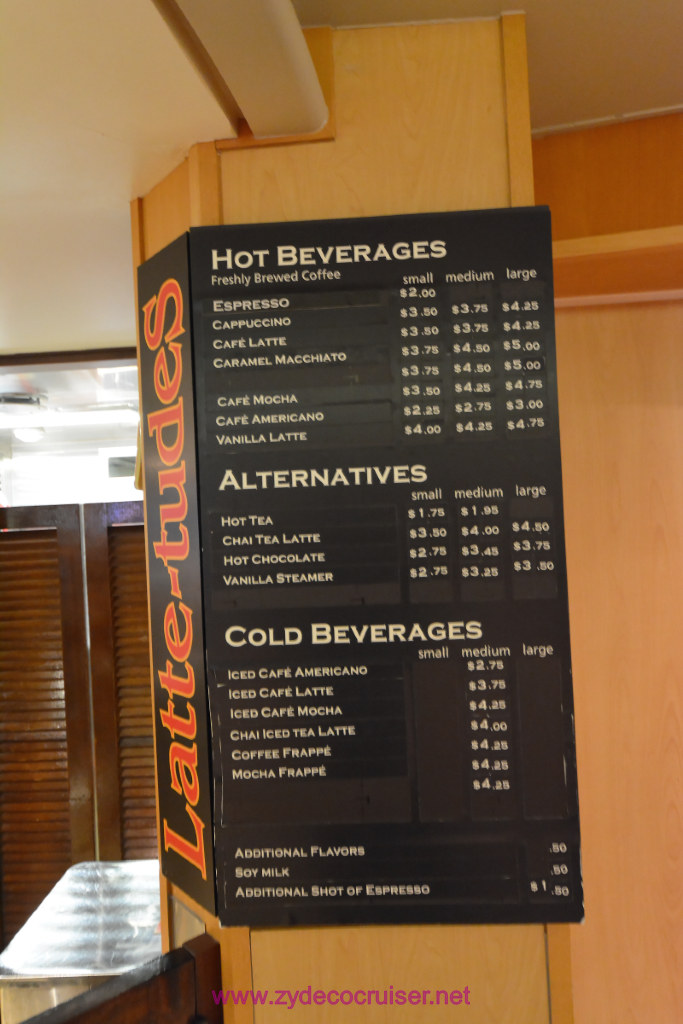 Latte-tudes
HOT BEVERAGES
Freshly Brewed Coffee
small medium large
$2.00
ESPRESSO $3.50 $3.75 $4.25
CAPPUCCINO $3.50 $3.75 $4.25
CAFÉ LATTE $3.75 $4.50 $5.00
CARAMEL MACCHIATO $3.75 $4.50 $5.00
$3.50 $4.25 $4.75
CAFÉ MOCHA $2.25 $2.75 $3.00
CAFÉ AMERICANO $4.00 $4.25 $4.75
VANILLA LATTE
ALTERNATIVES
small medium large
HOT TEA $1.75 $1.95
CHAI TEA LATTE $3.50 $4.00 $4.50
HOT CHOCOLATE $2.75 $3.45 $3.75
VANILLA STEAMER $2.75 $3.25 $3.50
COLD BEVERAGES
small medium large
ICED CAFÉ AMERICANO $2.75
ICED CAFÉ LATTE $3.75
ICED CAFÉ MOCHA $4.25
CHAI ICED TEA LATTE $4.00
COFFEE FRAPPÉ $4.25
MOCHA FRAPPÉ $4.25
$4.25
ADDITIONAL FLAVORS .50
SOY MILK .50
ADDITIONAL SHOT OF ESPRESSO $1.50
www.zydecocruiser.net